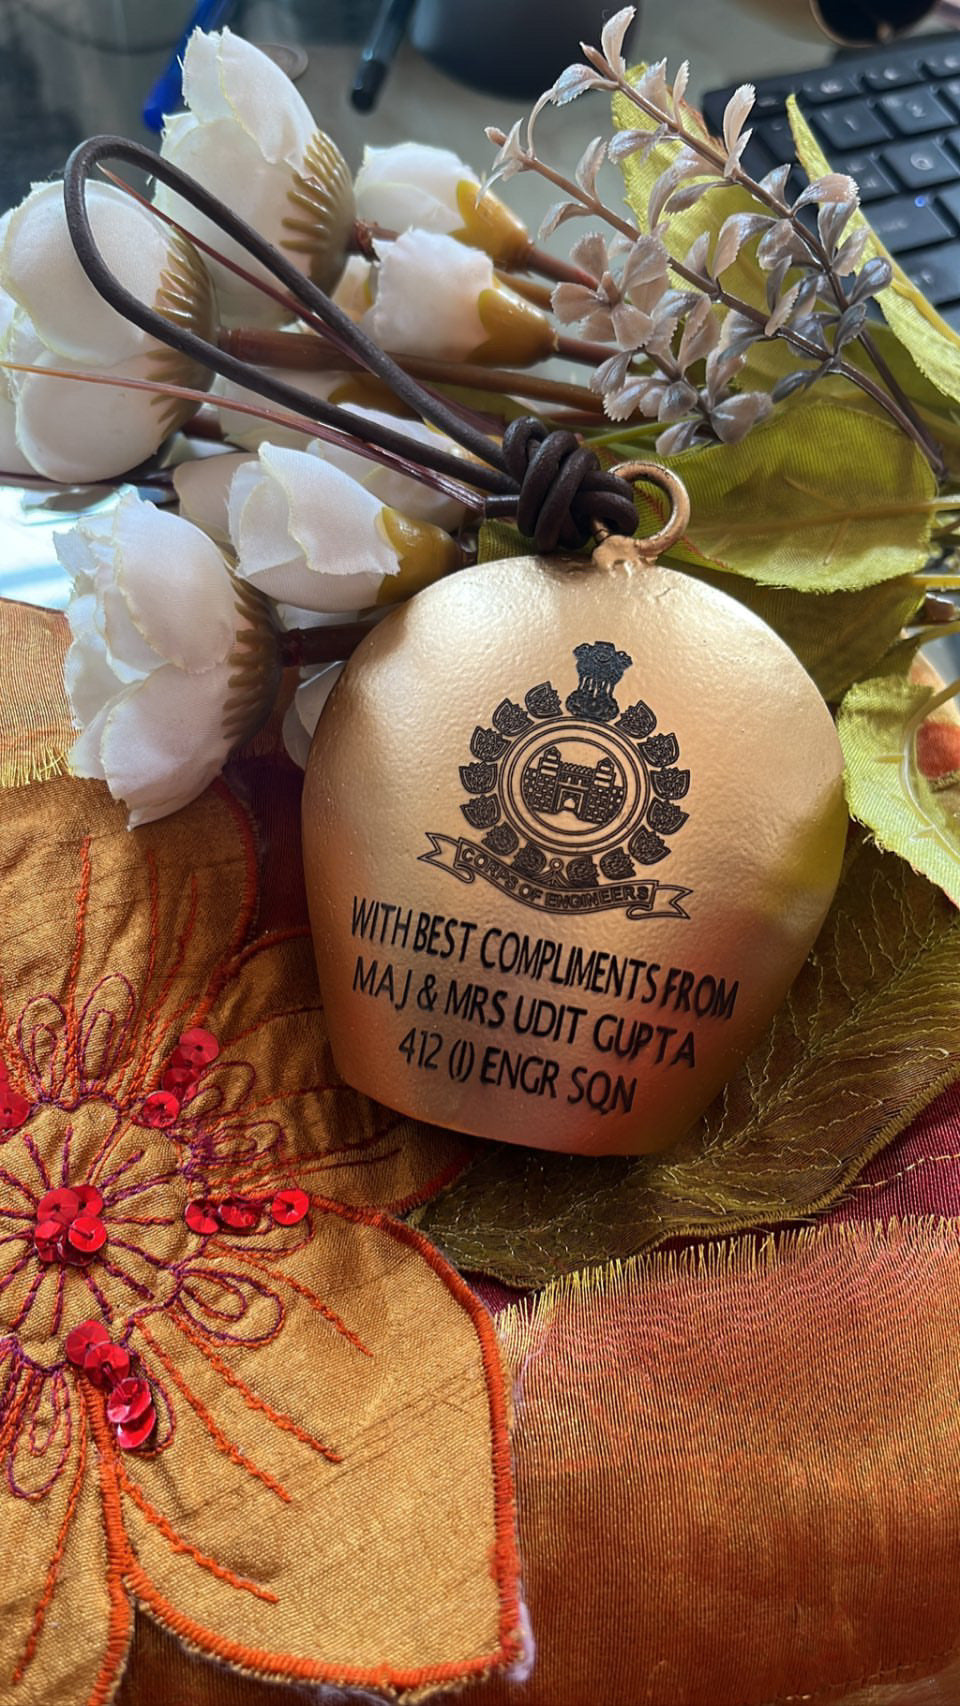 CORPS OF ENGINEERS
WITH BEST COMPLIMENTS FROM
MAJ & MRS UDIT GUPTA
412 (I) ENGR SQN